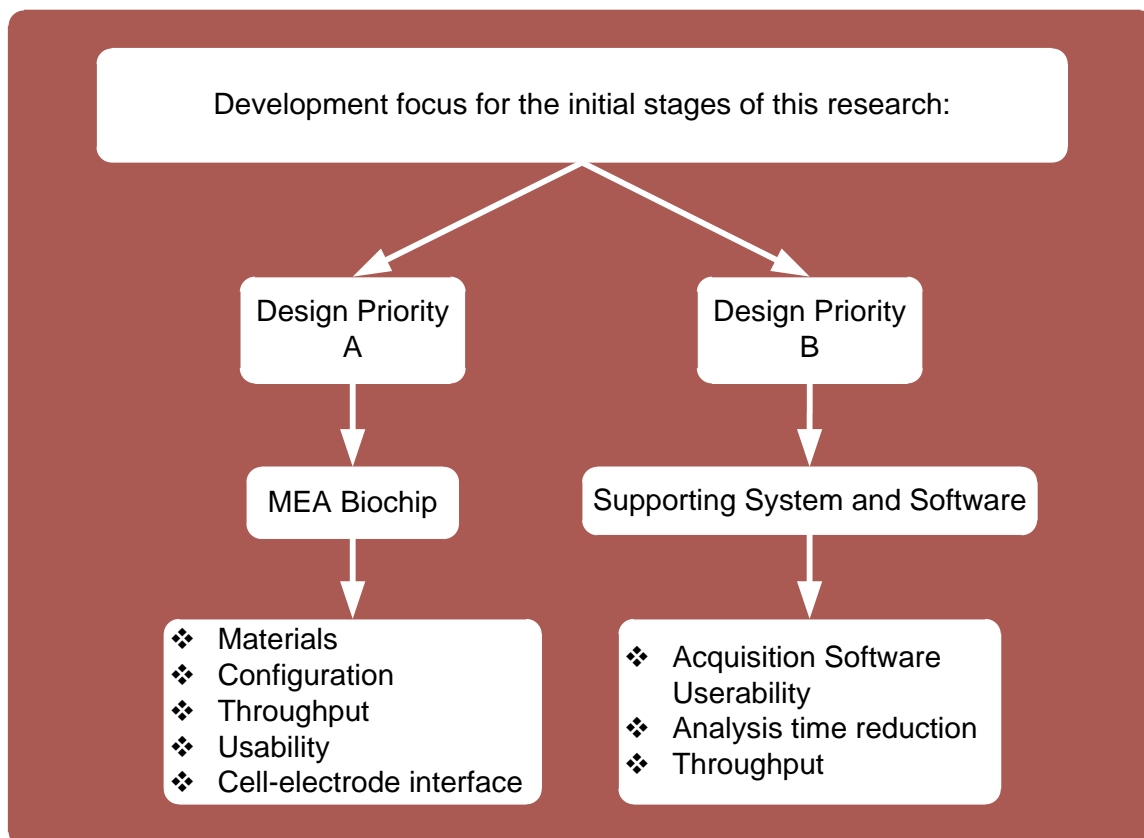 Development focus for the initial stages of this research:
Design Priority
A
Design Priority
B
MEA Biochip
Supporting System and Software
❖ Materials
❖ Configuration
❖ Throughput
❖ Usability
❖ Cell-electrode interface
❖ Acquisition Software
Userability
❖ Analysis time reduction
❖ Throughput